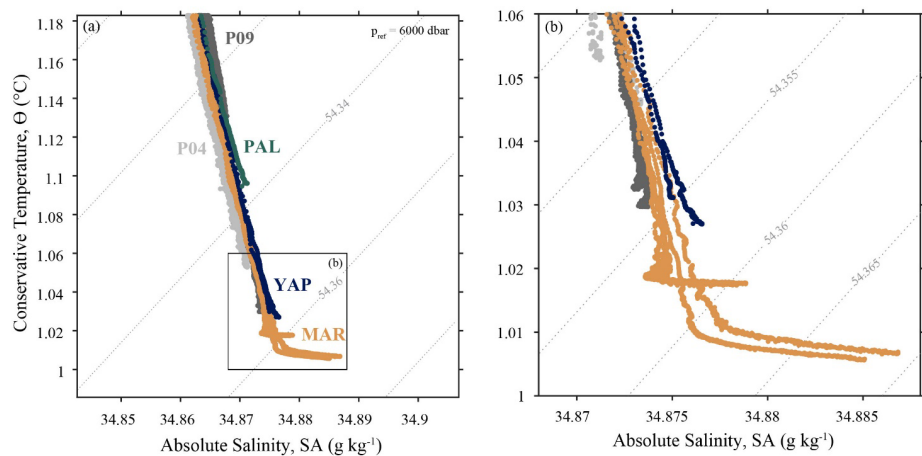 (a)
P09
p_ref = 6000 dbar
P04
PAL
YAP
MAR
(b)
54.34
54.36
1.18
1.16
1.14
1.12
1.1
1.08
1.06
1.04
1.02
1
Conservative Temperature, Θ (°C)
34.85 34.86 34.87 34.88 34.89 34.9
Absolute Salinity, SA (g kg⁻¹)
(b)
54.355
54.36
54.365
1.06
1.05
1.04
1.03
1.02
1.01
1
34.87 34.875 34.88 34.885
Absolute Salinity, SA (g kg⁻¹)